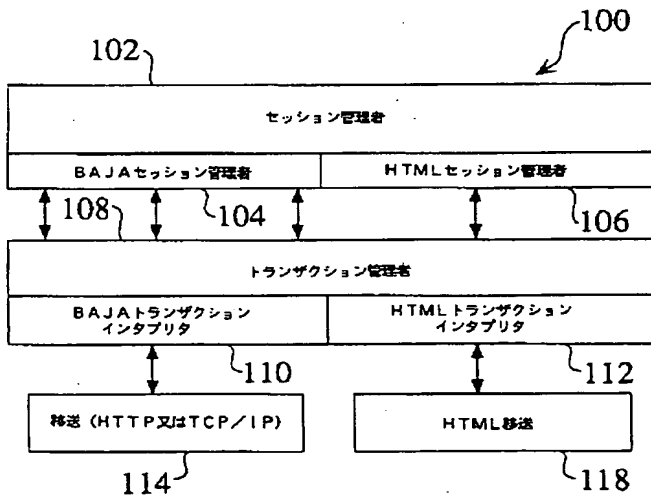 100
102
セッション管理者
BAJAセッション管理者
HTMLセッション管理者
108
104
106
トランザクション管理者
BAJAトランザクション
インタプリタ
HTMLトランザクション
インタプリタ
110
112
移送(HTTP又はTCP/IP)
HTML移送
114
118